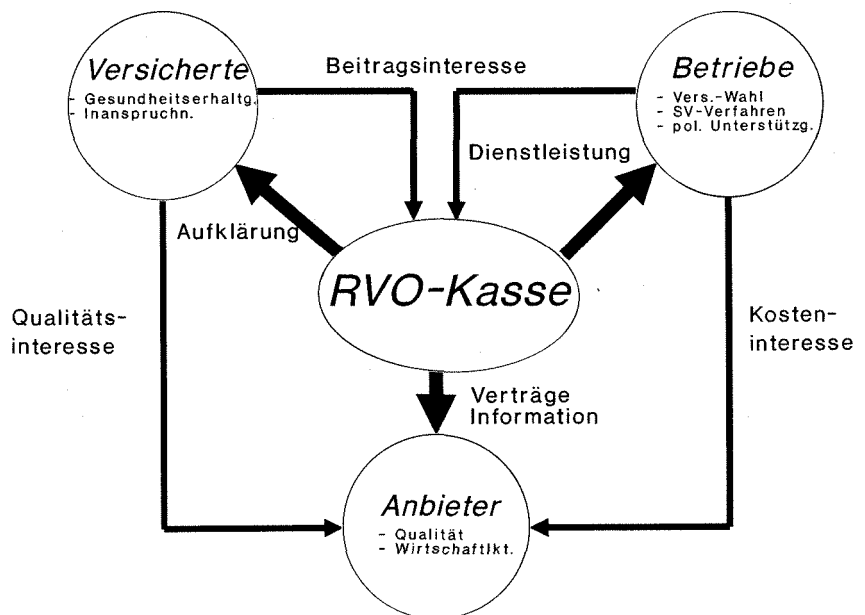 Versicherte
- Gesundheitserhaltg.
- Inanspruchn.
Beitragsinteresse
Betriebe
- Vers.-Wahl
- SV-Verfahren
- pol. Unterstützg.
Dienstleistung
Aufklärung
RVO-Kasse
Qualitäts-
interesse
Kosten-
interesse
Verträge
Information
Anbieter
- Qualität
- Wirtschaftlkt.